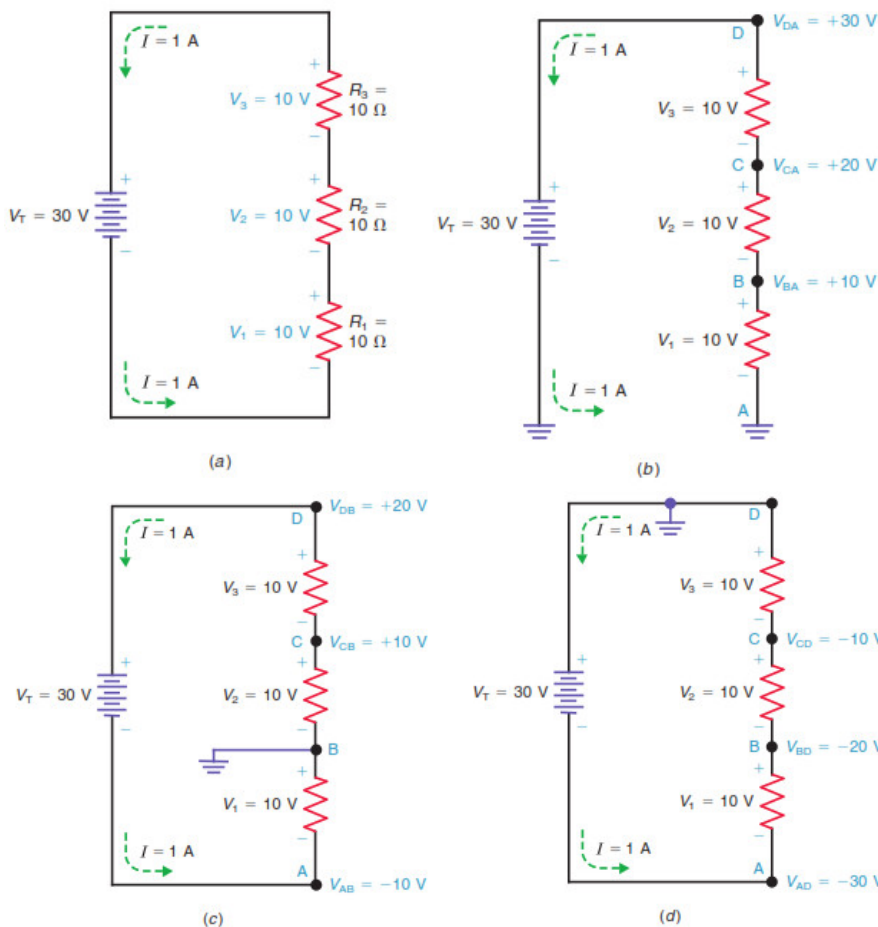 I = 1 A
+
V3 = 10 V
R3 =
10 Ω
−
+
+
VT = 30 V
V2 = 10 V
R2 =
10 Ω
−
−
+
V1 = 10 V
R1 =
10 Ω
−
I = 1 A
(a)
D
VDA = +30 V
I = 1 A
+
V3 = 10 V
−
C
VCA = +20 V
+
+
VT = 30 V
V2 = 10 V
−
−
B
VBA = +10 V
+
V1 = 10 V
−
I = 1 A
A
(b)
VDB = +20 V
D
I = 1 A
+
V3 = 10 V
−
C
VCB = +10 V
+
+
VT = 30 V
V2 = 10 V
−
−
B
+
V1 = 10 V
−
I = 1 A
A
VAB = −10 V
(c)
D
I = 1 A
+
V3 = 10 V
−
C
VCD = −10 V
+
+
VT = 30 V
V2 = 10 V
−
−
B
VBD = −20 V
+
V1 = 10 V
−
I = 1 A
A
VAD = −30 V
(d)